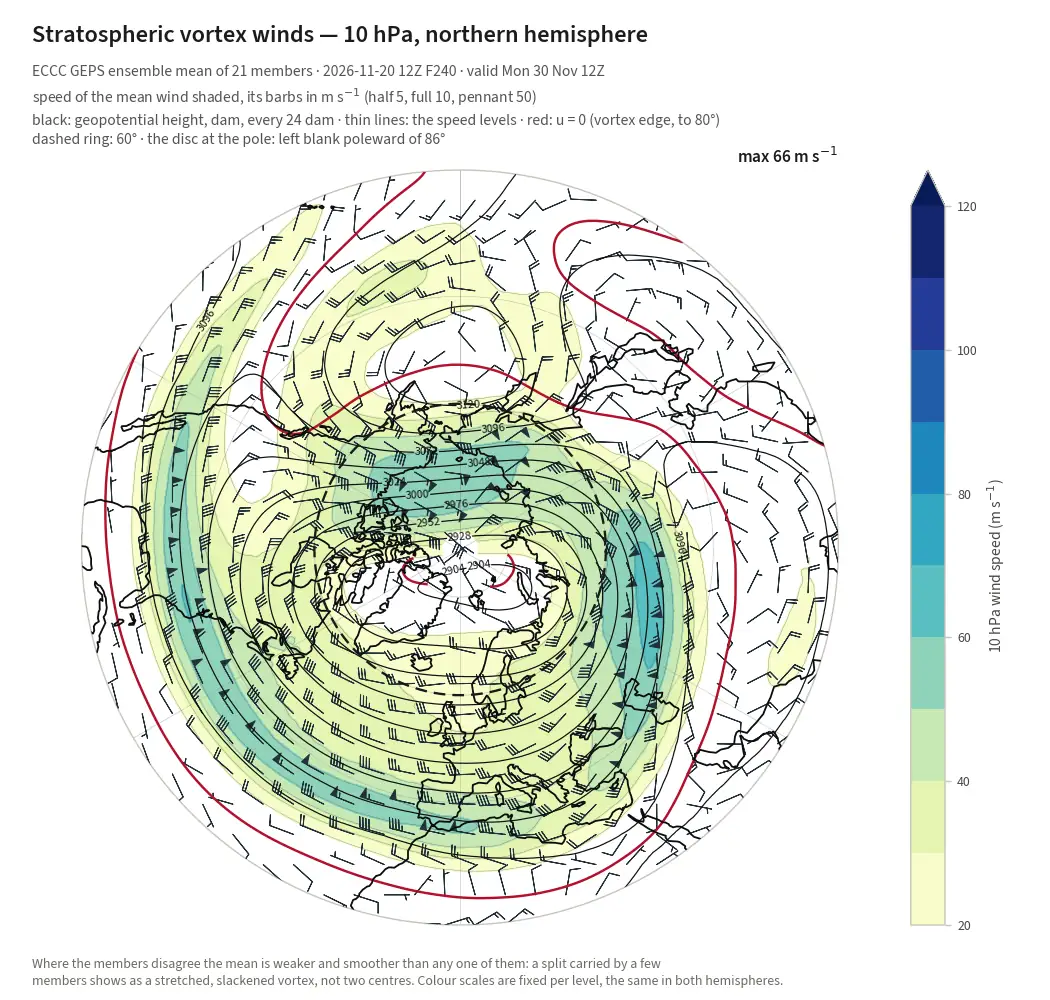 Stratospheric vortex winds — 10 hPa, northern hemisphere
ECCC GEPS ensemble mean of 21 members · 2026-11-20 12Z F240 · valid Mon 30 Nov 12Z
speed of the mean wind shaded, its barbs in m s⁻¹ (half 5, full 10, pennant 50)
black: geopotential height, dam, every 24 dam · thin lines: the speed levels · red: u = 0 (vortex edge, to 80°)
dashed ring: 60° · the disc at the pole: left blank poleward of 86°
max 66 m s⁻¹
120
100
80
60
40
20
10 hPa wind speed (m s⁻¹)
3096
3120
3096
3048
3024
3000
2976
2952
2928
2904
2904
3096
Where the members disagree the mean is weaker and smoother than any one of them: a split carried by a few
members shows as a stretched, slackened vortex, not two centres. Colour scales are fixed per level, the same in both hemispheres.